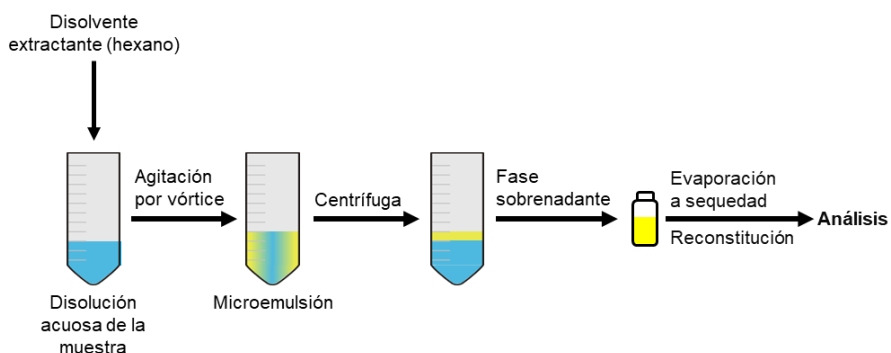 Disolvente
extractante (hexano)
Agitación
por vórtice
Centrífuga
Fase
sobrenadante
Evaporación
a sequedad
Reconstitución
Análisis
Disolución
acuosa de la
muestra
Microemulsión